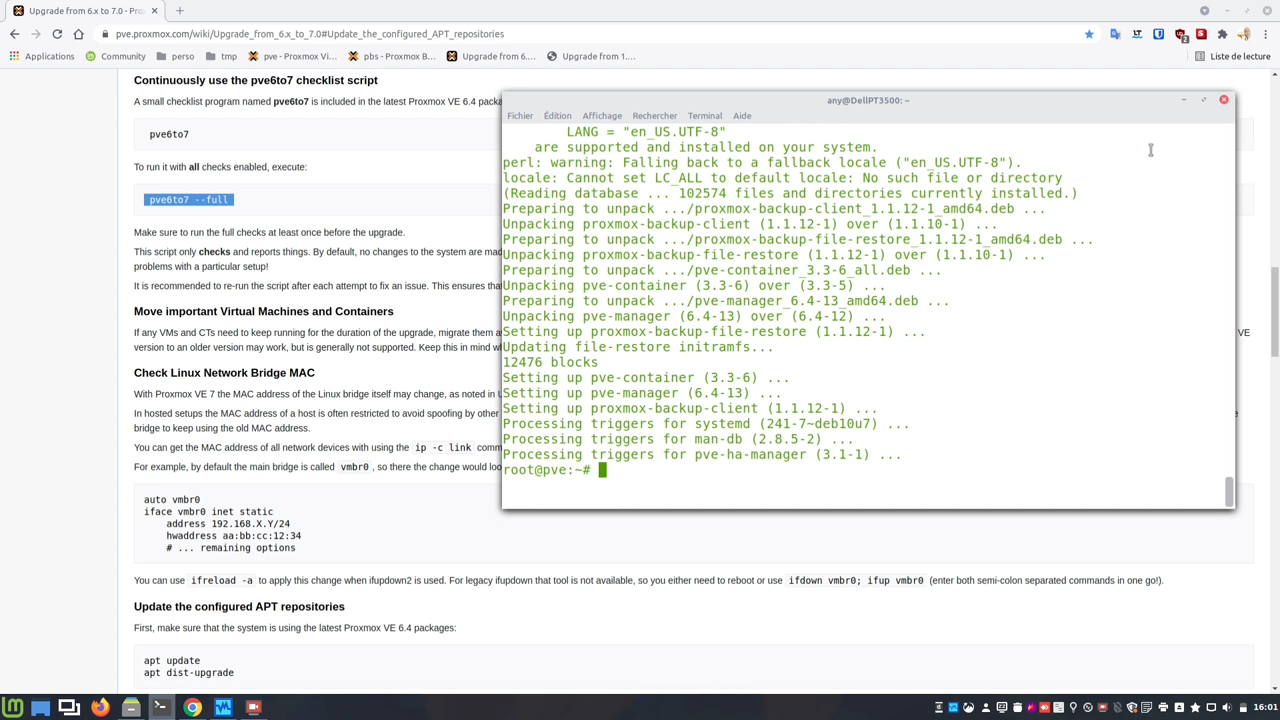 Upgrade from 6.x to 7.0 - Pro
pve.proxmox.com/wiki/Upgrade_from_6.x_to_7.0#Update_the_configured_APT_repositories
Applications
Community
perso
tmp
pve - Proxmox Vi...
pbs - Proxmox B...
Upgrade from 6....
Upgrade from 1....
Liste de lecture
Continuously use the pve6to7 checklist script
A small checklist program named pve6to7 is included in the latest Proxmox VE 6.4 packa
pve6to7
To run it with all checks enabled, execute:
pve6to7 --full
Make sure to run the full checks at least once before the upgrade.
This script only checks and reports things. By default, no changes to the system are mad
problems with a particular setup!
It is recommended to re-run the script after each attempt to fix an issue. This ensures that
Move important Virtual Machines and Containers
If any VMs and CTs need to keep running for the duration of the upgrade, migrate them aw
VE
version to an older version may work, but is generally not supported. Keep this in mind wh
Check Linux Network Bridge MAC
With Proxmox VE 7 the MAC address of the Linux bridge itself may change, as noted in U
In hosted setups the MAC address of a host is often restricted to avoid spoofing by other
bridge to keep using the old MAC address.
You can get the MAC address of all network devices with using the ip -c link comm
For example, by default the main bridge is called vmbr0, so there the change would loo
auto vmbr0
iface vmbr0 inet static
address 192.168.X.Y/24
hwaddress aa:bb:cc:12:34
# ... remaining options
You can use ifreload -a to apply this change when ifupdown2 is used. For legacy ifupdown that tool is not available, so you either need to reboot or use ifdown vmbr0; ifup vmbr0 (enter both semi-colon separated commands in one go!).
Update the configured APT repositories
First, make sure that the system is using the latest Proxmox VE 6.4 packages:
apt update
apt dist-upgrade
any@DellPT3500: ~
Fichier Édition Affichage Rechercher Terminal Aide
LANG = "en_US.UTF-8"
are supported and installed on your system.
perl: warning: Falling back to a fallback locale ("en_US.UTF-8").
locale: Cannot set LC_ALL to default locale: No such file or directory
(Reading database ... 102574 files and directories currently installed.)
Preparing to unpack .../proxmox-backup-client_1.1.12-1_amd64.deb ...
Unpacking proxmox-backup-client (1.1.12-1) over (1.1.10-1) ...
Preparing to unpack .../proxmox-backup-file-restore_1.1.12-1_amd64.deb ...
Unpacking proxmox-backup-file-restore (1.1.12-1) over (1.1.10-1) ...
Preparing to unpack .../pve-container_3.3-6_all.deb ...
Unpacking pve-container (3.3-6) over (3.3-5) ...
Preparing to unpack .../pve-manager_6.4-13_amd64.deb ...
Unpacking pve-manager (6.4-13) over (6.4-12) ...
Setting up proxmox-backup-file-restore (1.1.12-1) ...
Updating file-restore initramfs...
12476 blocks
Setting up pve-container (3.3-6) ...
Setting up pve-manager (6.4-13) ...
Setting up proxmox-backup-client (1.1.12-1) ...
Processing triggers for systemd (241-7~deb10u7) ...
Processing triggers for man-db (2.8.5-2) ...
Processing triggers for pve-ha-manager (3.1-1) ...
root@pve:~#
16:01